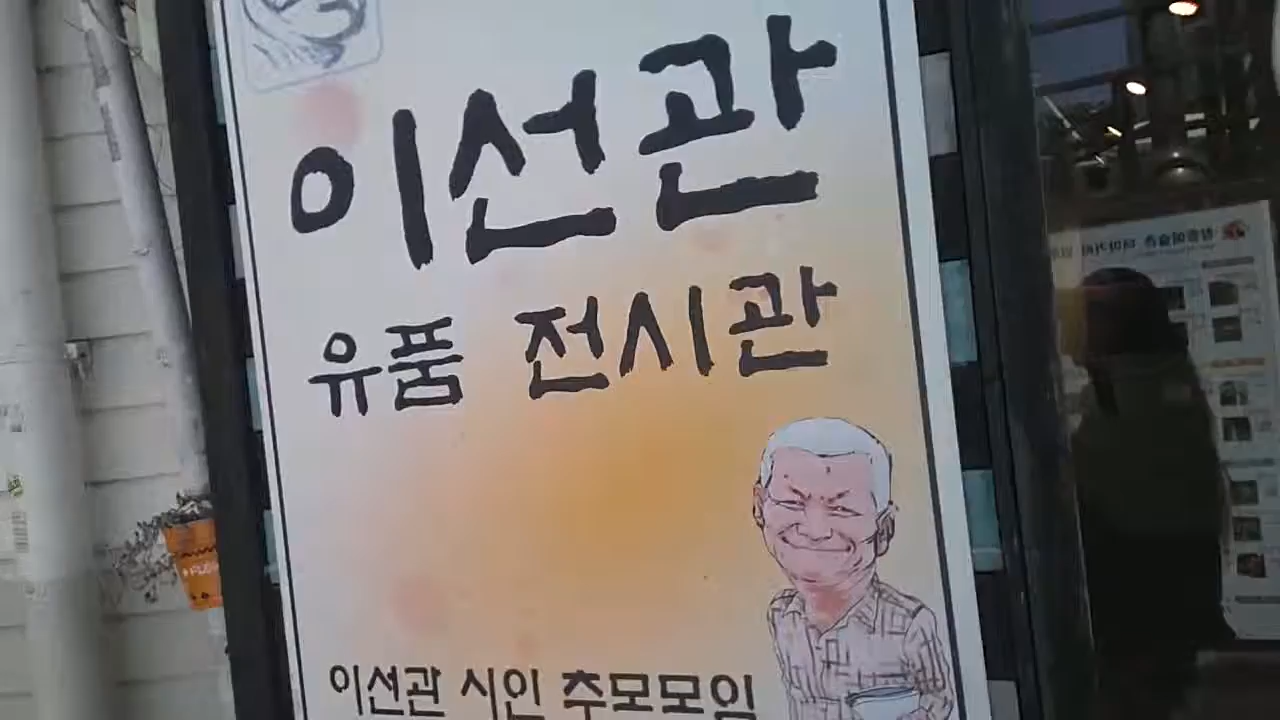 이선관
유품 전시관
이선관 시인 추모모임